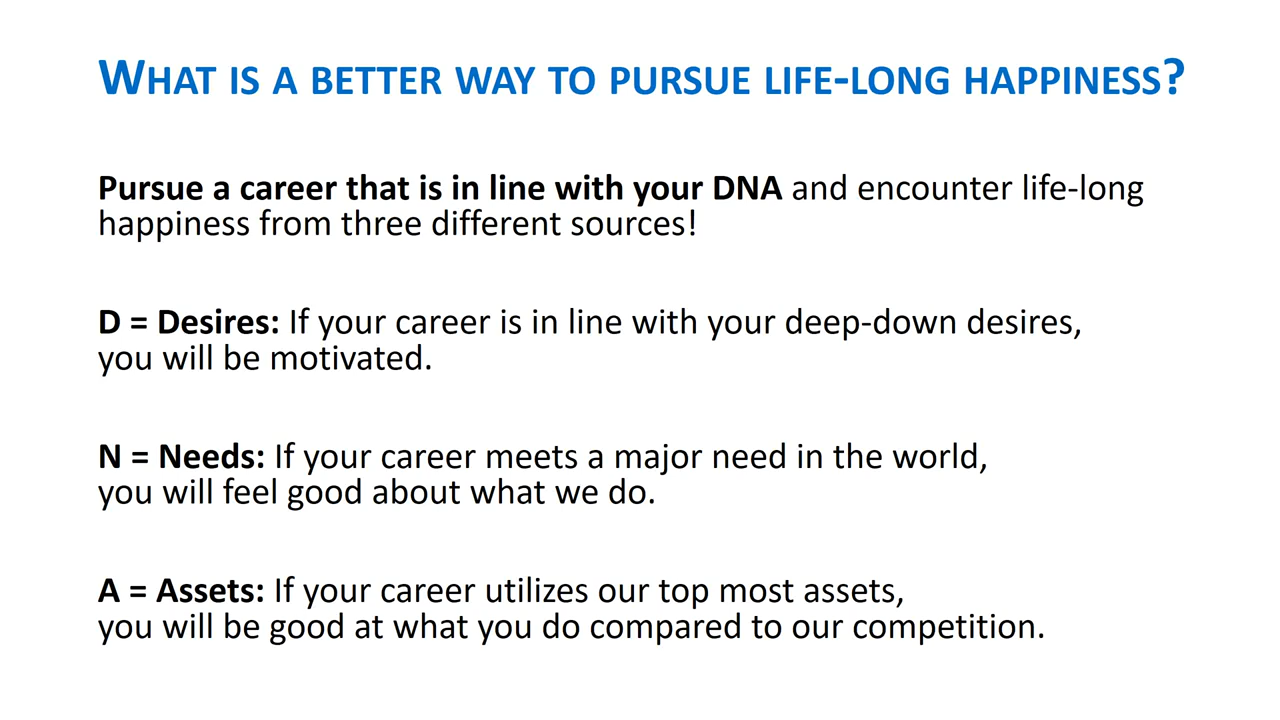 What is a better way to pursue life-long happiness?
Pursue a career that is in line with your DNA and encounter life-long
happiness from three different sources!
D = Desires: If your career is in line with your deep-down desires,
you will be motivated.
N = Needs: If your career meets a major need in the world,
you will feel good about what we do.
A = Assets: If your career utilizes our top most assets,
you will be good at what you do compared to our competition.